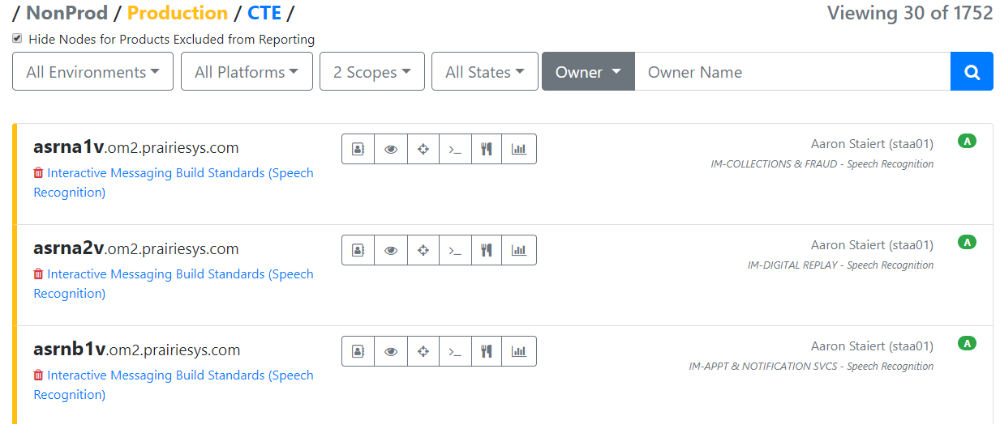 / NonProd / Production / CTE /
Viewing 30 of 1752
Hide Nodes for Products Excluded from Reporting
All Environments
All Platforms
2 Scopes
All States
Owner
Owner Name
asrna1v.om2.prairiesys.com
Interactive Messaging Build Standards (Speech
Recognition)
>_
Aaron Staiert (staa01)
IM-COLLECTIONS & FRAUD - Speech Recognition
A
asrna2v.om2.prairiesys.com
Interactive Messaging Build Standards (Speech
Recognition)
>_
Aaron Staiert (staa01)
IM-DIGITAL REPLAY - Speech Recognition
A
asrnb1v.om2.prairiesys.com
Interactive Messaging Build Standards (Speech
Recognition)
>_
Aaron Staiert (staa01)
IM-APPT & NOTIFICATION SVCS - Speech Recognition
A